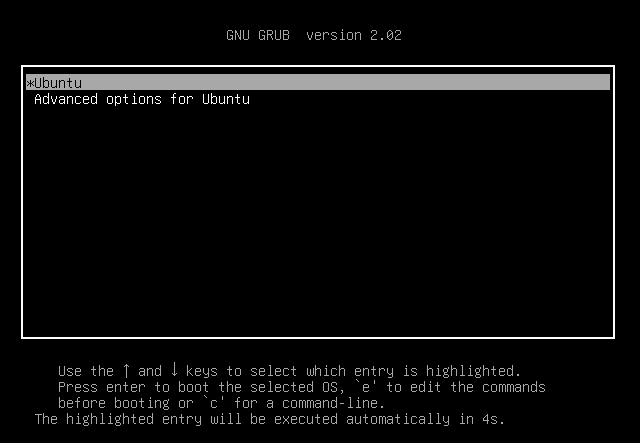 GNU GRUB  version 2.02
*Ubuntu
Advanced options for Ubuntu
Use the ↑ and ↓ keys to select which entry is highlighted.
Press enter to boot the selected OS, `e' to edit the commands
before booting or `c' for a command-line.
The highlighted entry will be executed automatically in 4s.